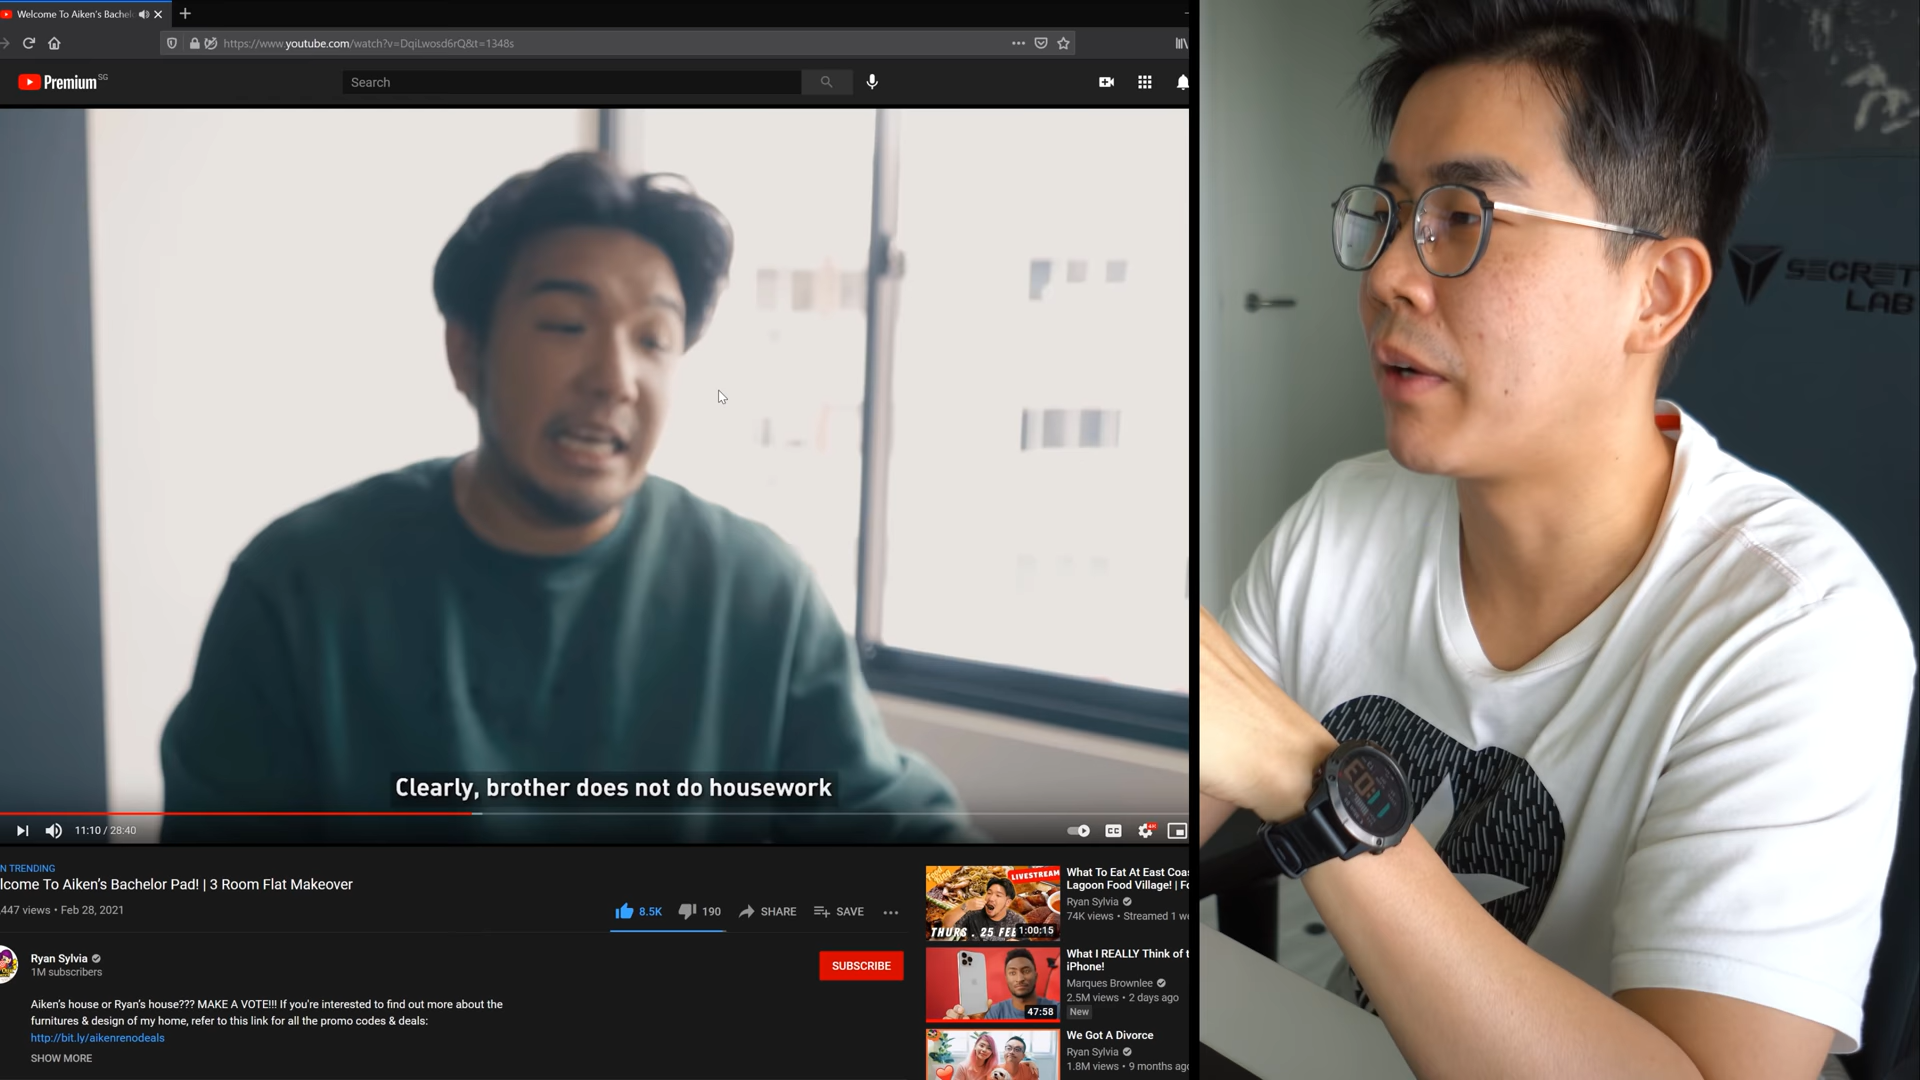 Welcome To Aiken's Bachel
https://www.youtube.com/watch?v=DqiLwosd6rQ&t=1348s
Premium SG
Search
SECRET
LAB
Clearly, brother does not do housework
11:10 / 28:40
CC
4K
N TRENDING
lcome To Aiken's Bachelor Pad! | 3 Room Flat Makeover
447 views • Feb 28, 2021
8.5K
190
SHARE
SAVE
Ryan Sylvia
1M subscribers
SUBSCRIBE
Aiken's house or Ryan's house??? MAKE A VOTE!!! If you're interested to find out more about the
furnitures & design of my home, refer to this link for all the promo codes & deals:
http://bit.ly/aikenrenodeals
SHOW MORE
LIVESTREAM
THURS . 25 FEB
1:00:15
What To Eat At East Coas
Lagoon Food Village! | Fo
Ryan Sylvia
74K views • Streamed 1 we
47:58
What I REALLY Think of t
iPhone!
Marques Brownlee
2.5M views • 2 days ago
New
We Got A Divorce
Ryan Sylvia
1.8M views • 9 months ago